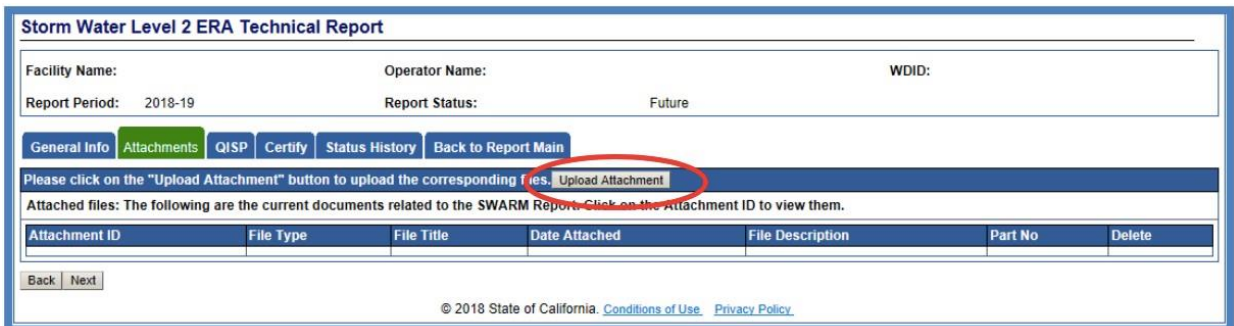 Storm Water Level 2 ERA Technical Report
Facility Name: Operator Name: WDID:
Report Period: 2018-19 Report Status: Future
General Info Attachments QISP Certify Status History Back to Report Main
Please click on the "Upload Attachment" button to upload the corresponding files. Upload Attachment
Attached files: The following are the current documents related to the SWARM Report. Click on the Attachment ID to view them.
Attachment ID File Type File Title Date Attached File Description Part No Delete
Back Next
© 2018 State of California. Conditions of Use Privacy Policy